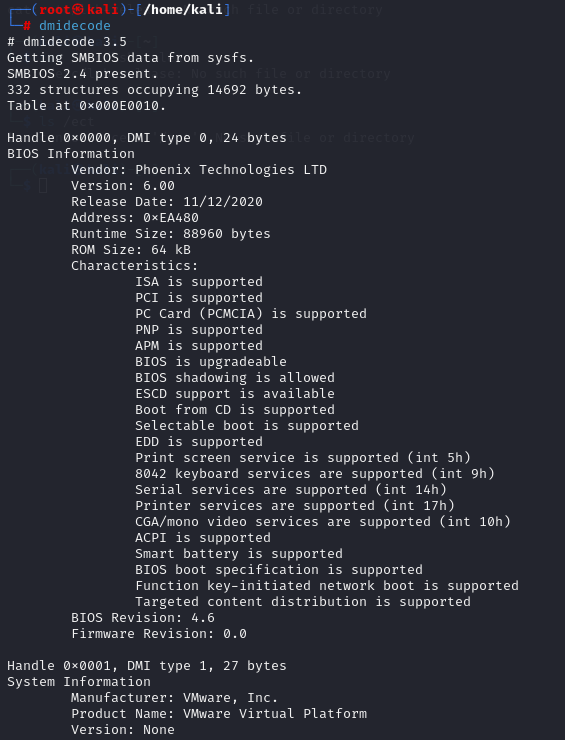 ┌──(root㉿kali)-[/home/kali]
└─# dmidecode
# dmidecode 3.5
Getting SMBIOS data from sysfs.
SMBIOS 2.4 present.
332 structures occupying 14692 bytes.
Table at 0x000E0010.
Handle 0x0000, DMI type 0, 24 bytes
BIOS Information
Vendor: Phoenix Technologies LTD
Version: 6.00
Release Date: 11/12/2020
Address: 0xEA480
Runtime Size: 88960 bytes
ROM Size: 64 kB
Characteristics:
ISA is supported
PCI is supported
PC Card (PCMCIA) is supported
PNP is supported
APM is supported
BIOS is upgradeable
BIOS shadowing is allowed
ESCD support is available
Boot from CD is supported
Selectable boot is supported
EDD is supported
Print screen service is supported (int 5h)
8042 keyboard services are supported (int 9h)
Serial services are supported (int 14h)
Printer services are supported (int 17h)
CGA/mono video services are supported (int 10h)
ACPI is supported
Smart battery is supported
BIOS boot specification is supported
Function key-initiated network boot is supported
Targeted content distribution is supported
BIOS Revision: 4.6
Firmware Revision: 0.0
Handle 0x0001, DMI type 1, 27 bytes
System Information
Manufacturer: VMware, Inc.
Product Name: VMware Virtual Platform
Version: None